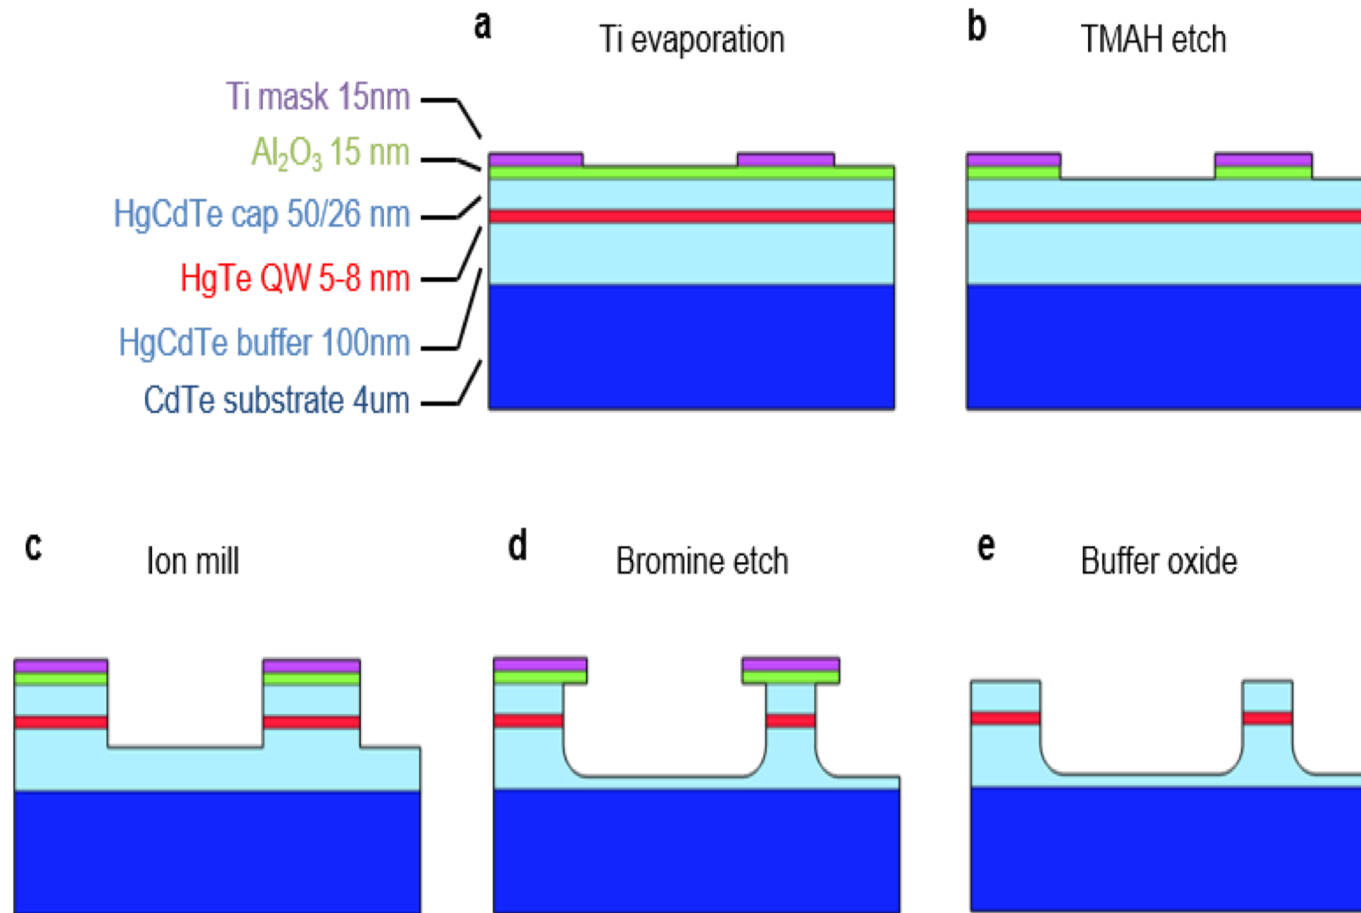 a Ti evaporation
b TMAH etch
Ti mask 15nm
Al₂O₃ 15 nm
HgCdTe cap 50/26 nm
HgTe QW 5-8 nm
HgCdTe buffer 100nm
CdTe substrate 4um
c Ion mill
d Bromine etch
e Buffer oxide